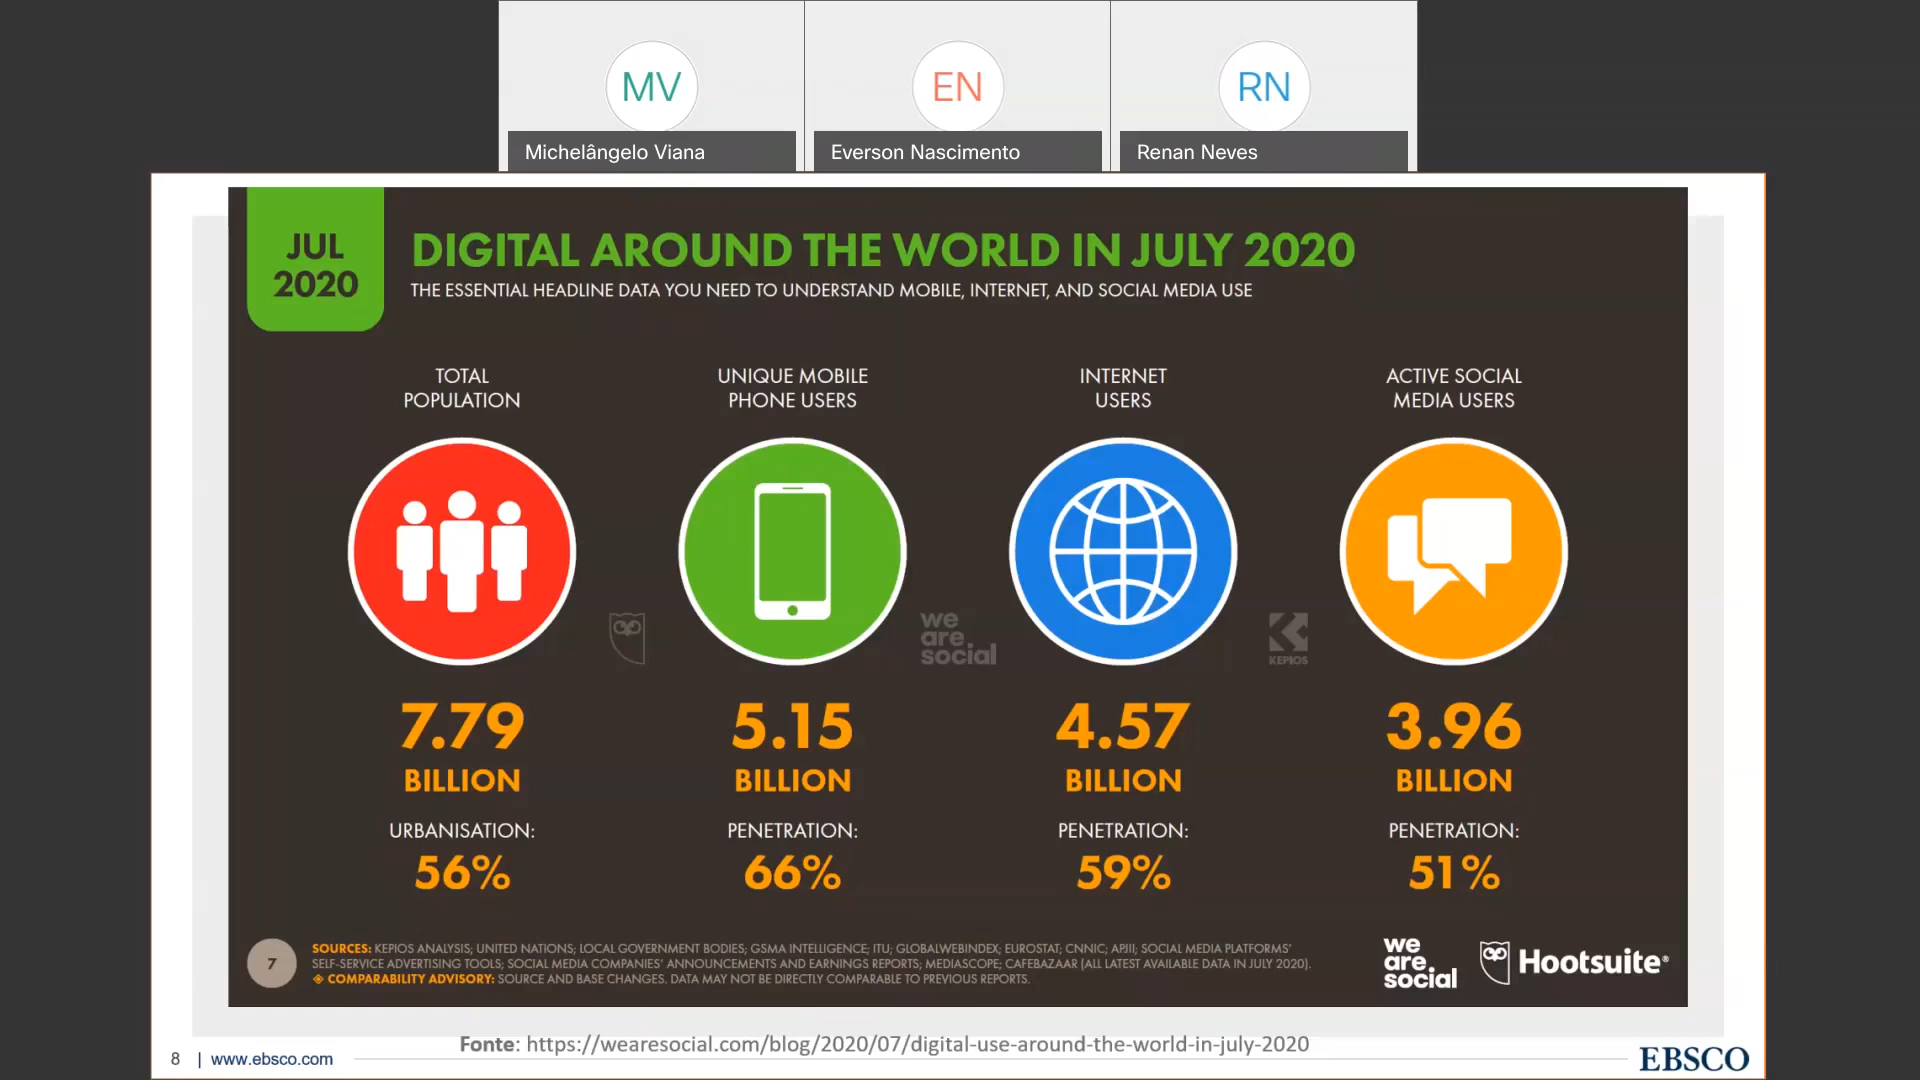 MV
EN
RN
Michelângelo Viana
Everson Nascimento
Renan Neves
JUL
2020
DIGITAL AROUND THE WORLD IN JULY 2020
THE ESSENTIAL HEADLINE DATA YOU NEED TO UNDERSTAND MOBILE, INTERNET, AND SOCIAL MEDIA USE
TOTAL
POPULATION
UNIQUE MOBILE
PHONE USERS
INTERNET
USERS
ACTIVE SOCIAL
MEDIA USERS
we
are
social
KEPIOS
7.79
BILLION
URBANISATION:
56%
5.15
BILLION
PENETRATION:
66%
4.57
BILLION
PENETRATION:
59%
3.96
BILLION
PENETRATION:
51%
7
SOURCES: KEPIOS ANALYSIS; UNITED NATIONS; LOCAL GOVERNMENT BODIES; GSMA INTELLIGENCE; ITU; GLOBALWEBINDEX; EUROSTAT; CNNIC; APJII; SOCIAL MEDIA PLATFORMS'
SELF-SERVICE ADVERTISING TOOLS; SOCIAL MEDIA COMPANIES' ANNOUNCEMENTS AND EARNINGS REPORTS; MEDIASCOPE; CAFEBAZAAR (ALL LATEST AVAILABLE DATA IN JULY 2020).
COMPARABILITY ADVISORY: SOURCE AND BASE CHANGES. DATA MAY NOT BE DIRECTLY COMPARABLE TO PREVIOUS REPORTS.
we
are
social
Hootsuite®
Fonte: https://wearesocial.com/blog/2020/07/digital-use-around-the-world-in-july-2020
8 | www.ebsco.com
EBSCO